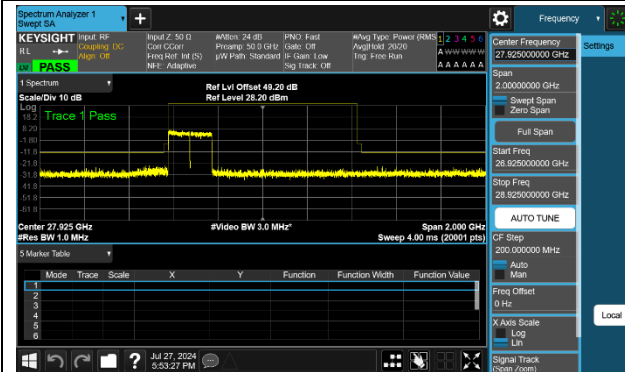 Spectrum Analyzer 1
Swept SA
+
Frequency
KEYSIGHT
RL
PASS
Input: RF
Coupling: DC
Align: Off
Input Z: 50 Ω
Corr CCorr
Freq Ref: Int (S)
NFE: Adaptive
#Atten: 24 dB
Preamp: 50.0 GHz
µW Path: Standard
PNO: Fast
Gate: Off
IF Gain: Low
Sig Track: Off
#Avg Type: Power (RMS)
Avg|Hold: 20/20
Trig: Free Run
1 2 3 4 5 6
A W W W W W
A A A A A A
1 Spectrum
Scale/Div 10 dB
Ref Lvl Offset 49.20 dB
Ref Level 28.20 dBm
Log
Trace 1 Pass
18.2
8.20
-1.80
-11.8
-21.8
-31.8
-41.8
-51.8
-61.8
Center 27.925 GHz
#Res BW 1.0 MHz
#Video BW 3.0 MHz*
Span 2.000 GHz
Sweep 4.00 ms (20001 pts)
5 Marker Table
Mode Trace Scale X Y Function Function Width Function Value
1
2
3
4
5
6
Jul 27, 2024
5:53:27 PM
Center Frequency
27.925000000 GHz
Settings
Span
2.00000000 GHz
Swept Span
Zero Span
Full Span
Start Freq
26.925000000 GHz
Stop Freq
28.925000000 GHz
AUTO TUNE
CF Step
200.000000 MHz
Auto
Man
Freq Offset
0 Hz
X Axis Scale
Log
Lin
Local
Signal Track
(Span Zoom)